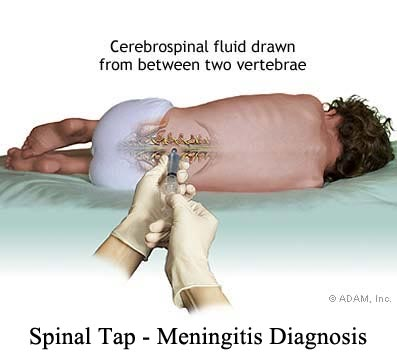 Cerebrospinal fluid drawn
from between two vertebrae
© ADAM, Inc.
Spinal Tap - Meningitis Diagnosis